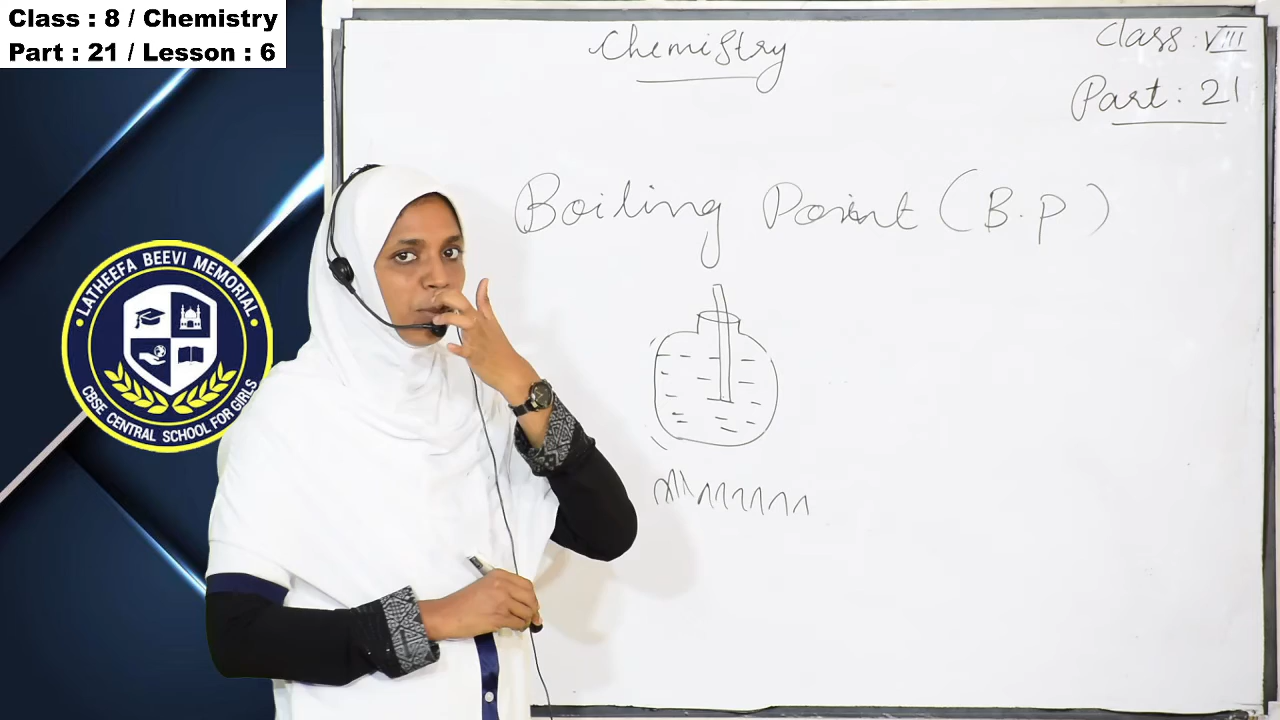 Class : 8 / Chemistry
Part : 21 / Lesson : 6
Chemistry
Class : VIII
Part : 21
Boiling Point (B.P)
LATHEEFA BEEVI MEMORIAL
CBSE CENTRAL SCHOOL FOR GIRLS